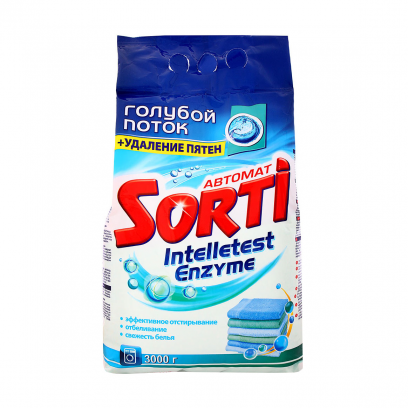 ГОЛУБОЙ
ПОТОК
+УДАЛЕНИЕ ПЯТЕН
АВТОМАТ
SORTI
Intelletest
Enzyme
• эффективное отстирывание
• отбеливание
• свежесть белья
3000 г